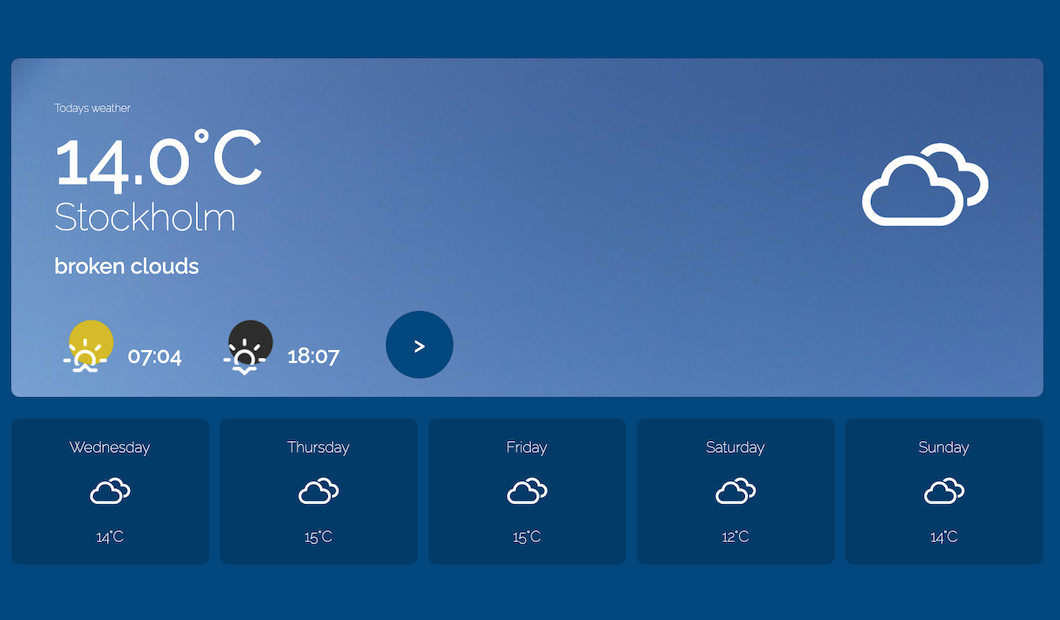 Todays weather
14.0°C
Stockholm
broken clouds
07:04 18:07 >
Wednesday Thursday Friday Saturday Sunday
14°C 15°C 15°C 12°C 14°C